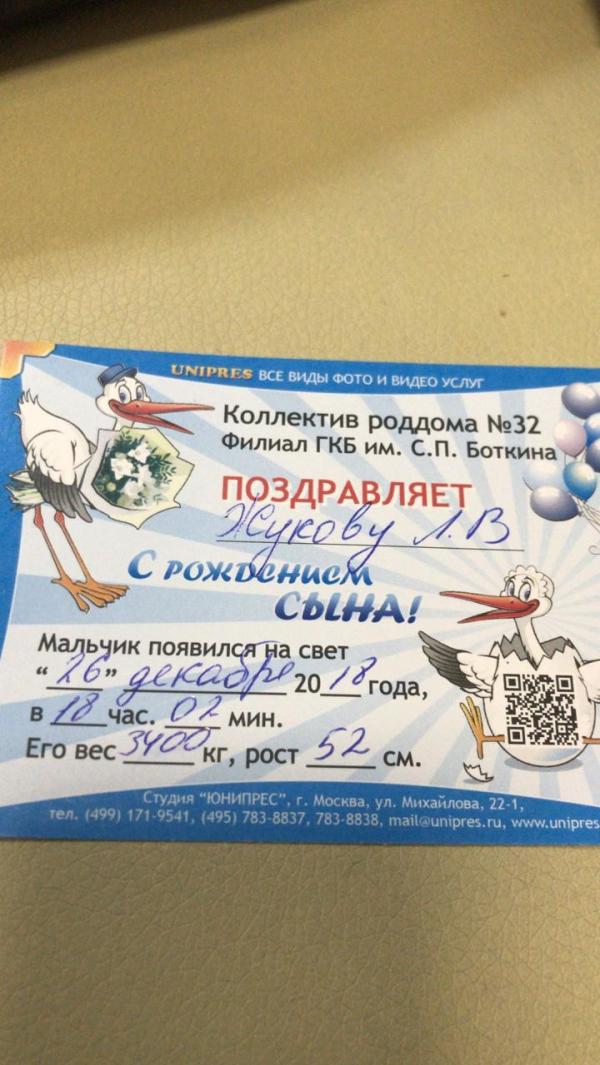 UNIPRES ВСЕ ВИДЫ ФОТО И ВИДЕО УСЛУГ
Коллектив роддома №32
Филиал ГКБ им. С.П. Боткина
ПОЗДРАВЛЯЕТ
Жукову Л.В
С РОЖДЕНИЕМ
СЫНА!
Мальчик появился на свет
"26" декабря 2018 года,
в 18 час. 02 мин.
Его вес 3400 кг, рост 52 см.
Студия "ЮНИПРЕС", г. Москва, ул. Михайлова, 22-1,
тел. (499) 171-9541, (495) 783-8837, 783-8838, mail@unipres.ru, www.unipres